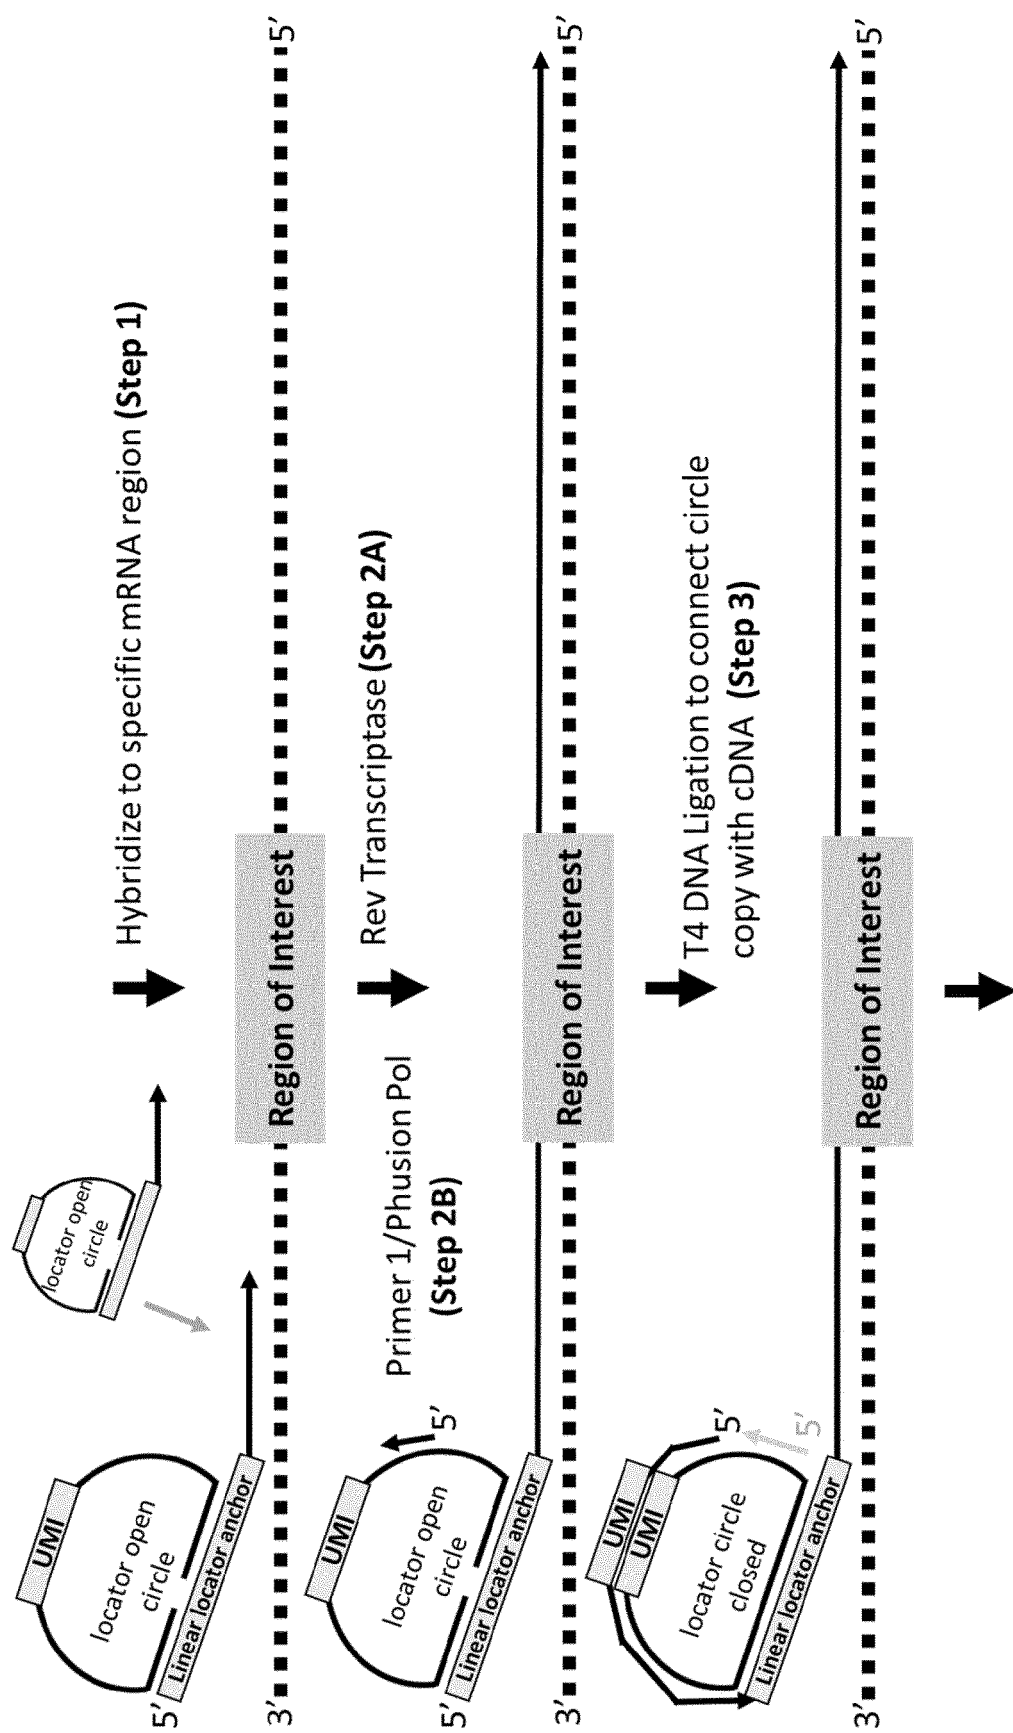 locator open
circle
Hybridize to specific mRNA region (Step 1)
UMI
locator open
circle
5’
Linear locator anchor
3’
Region of Interest
5’
Primer 1/Phusion Pol
(Step 2B)
Rev Transcriptase (Step 2A)
UMI
5’
locator open
circle
5’
Linear locator anchor
3’
Region of Interest
5’
T4 DNA Ligation to connect circle
copy with cDNA (Step 3)
UMI
UMI
5’
5’
locator circle
closed
Linear locator anchor
3’
Region of Interest
5’